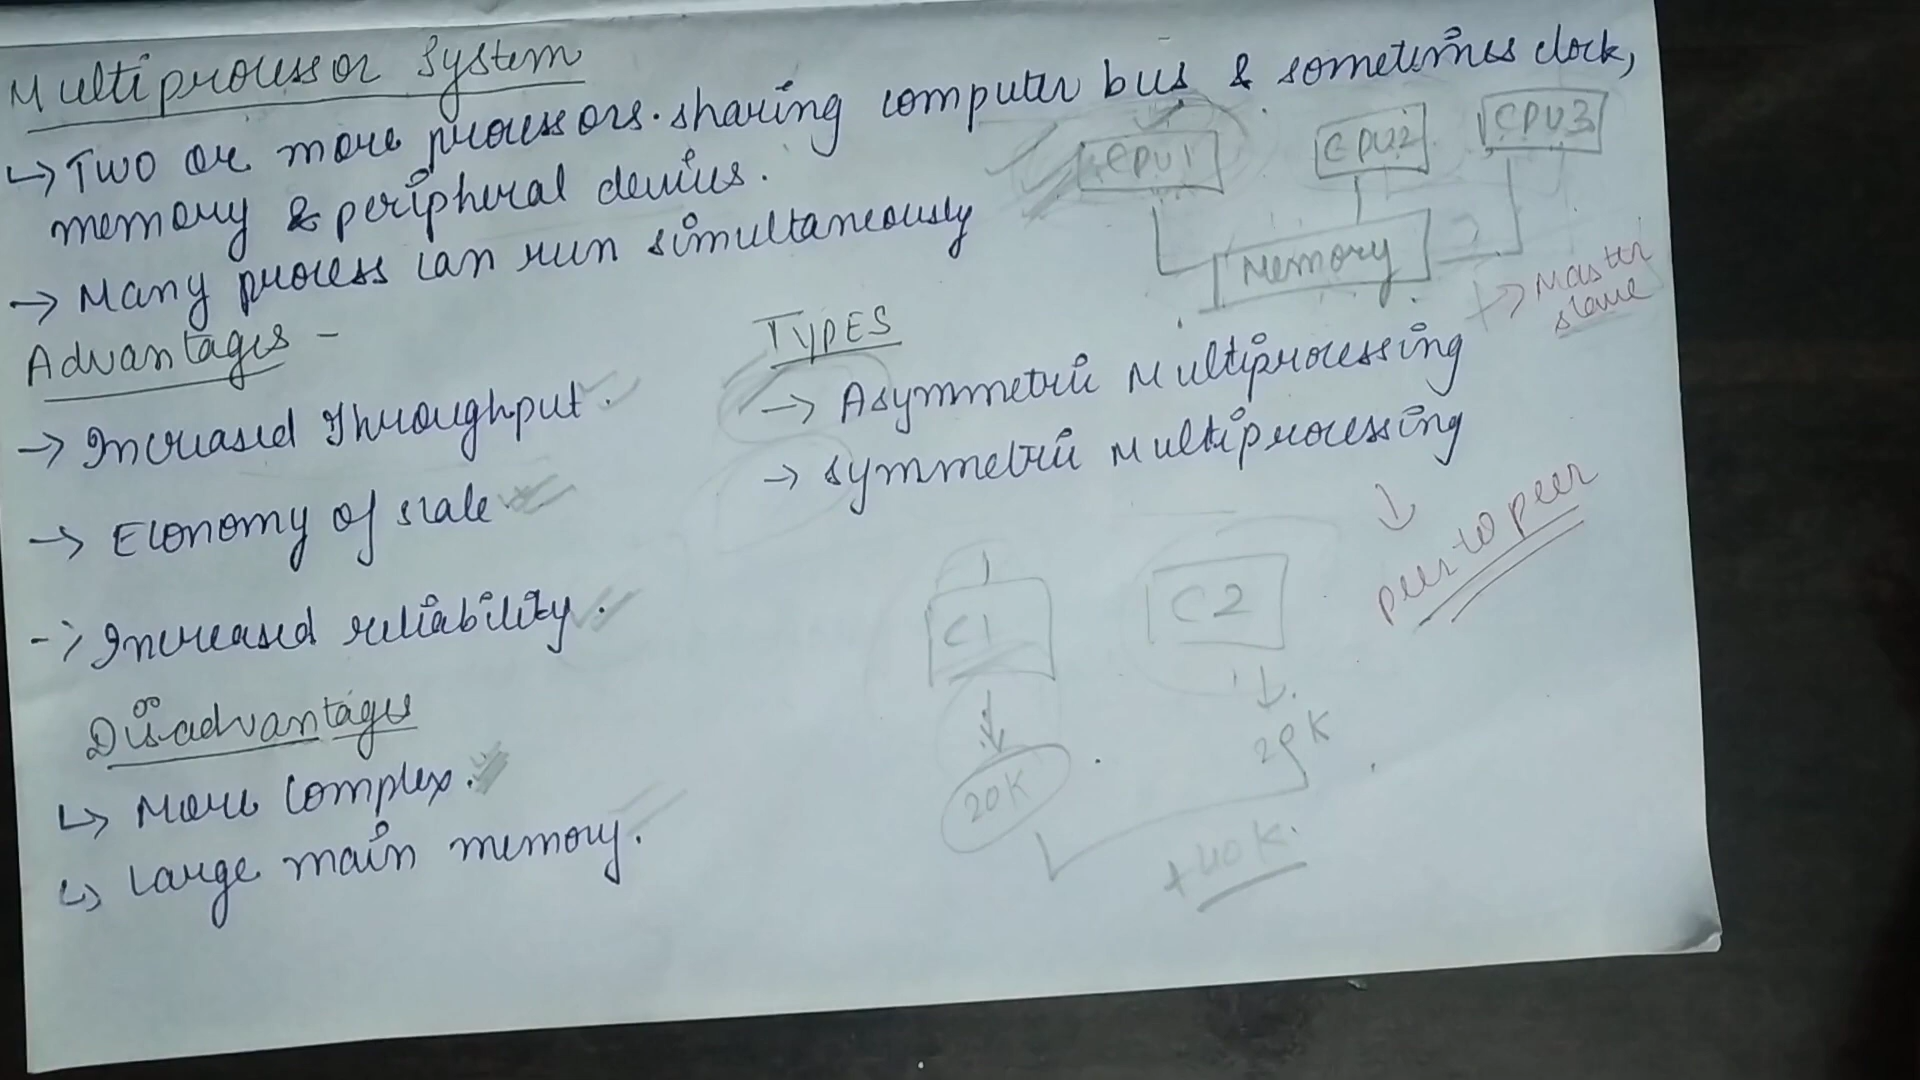 Multiprocessor System
↳ Two or more processors. sharing computer bus & sometimes clock,
memory & peripheral devices.
→ Many process can run simultaneously
CPU1 CPU2 CPU3
Memory
Advantages -
→ Increased Throughput.
→ Economy of scale
→ Increased reliability.
Disadvantages
↳ More complex.
↳ Large main memory.
TYPES
→ Asymmetric Multiprocessing
→ Master
slave
→ Symmetric Multiprocessing
↓
peer to peer
C1 C2
20K
+40K.